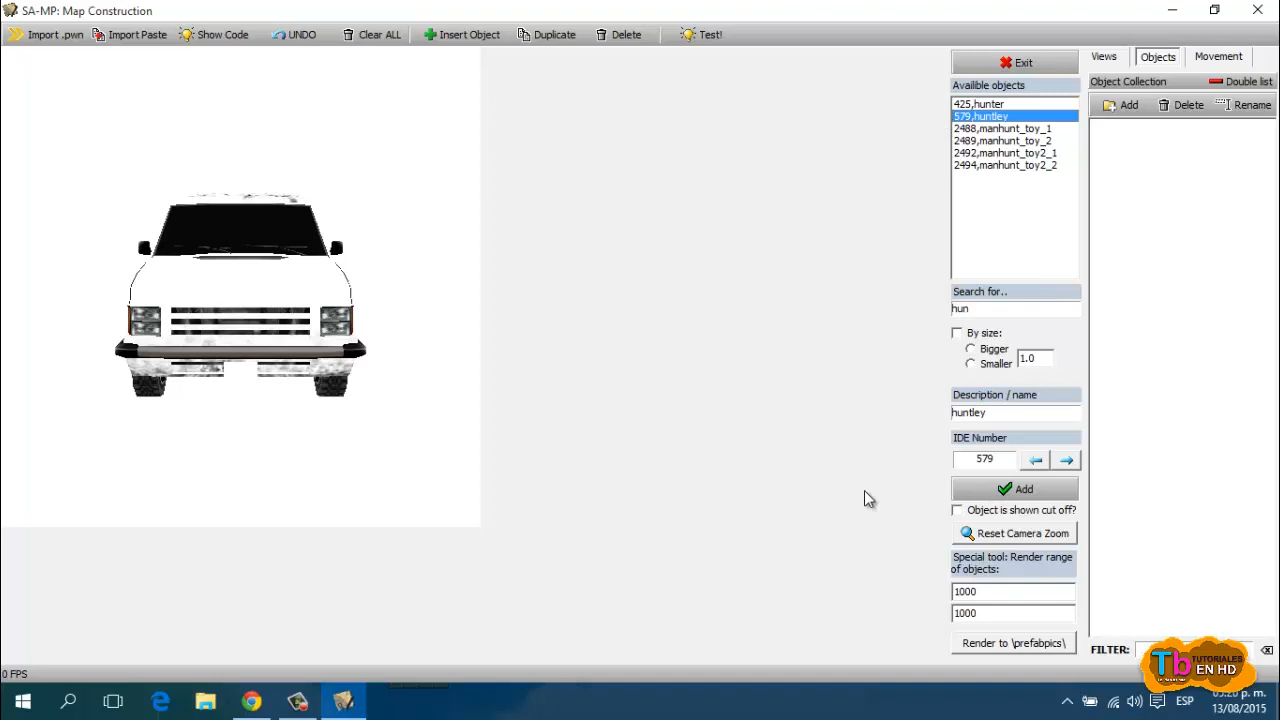 SA-MP: Map Construction
Import .pwn Import Paste Show Code UNDO Clear ALL Insert Object Duplicate Delete Test!
Exit
Availible objects
425,hunter
579,huntley
2488,manhunt_toy_1
2489,manhunt_toy_2
2492,manhunt_toy2_1
2494,manhunt_toy2_2
Search for..
hun
By size:
Bigger
Smaller
1.0
Description / name
huntley
IDE Number
579
Add
Object is shown cut off?
Reset Camera Zoom
Special tool: Render range
of objects:
1000
1000
Render to \prefabpics\
Views Objects Movement
Object Collection Double list
Add Delete Rename
FILTER:
0 FPS
Tb TUTORIALES
EN HD
ESP
05:20 p. m.
13/08/2015